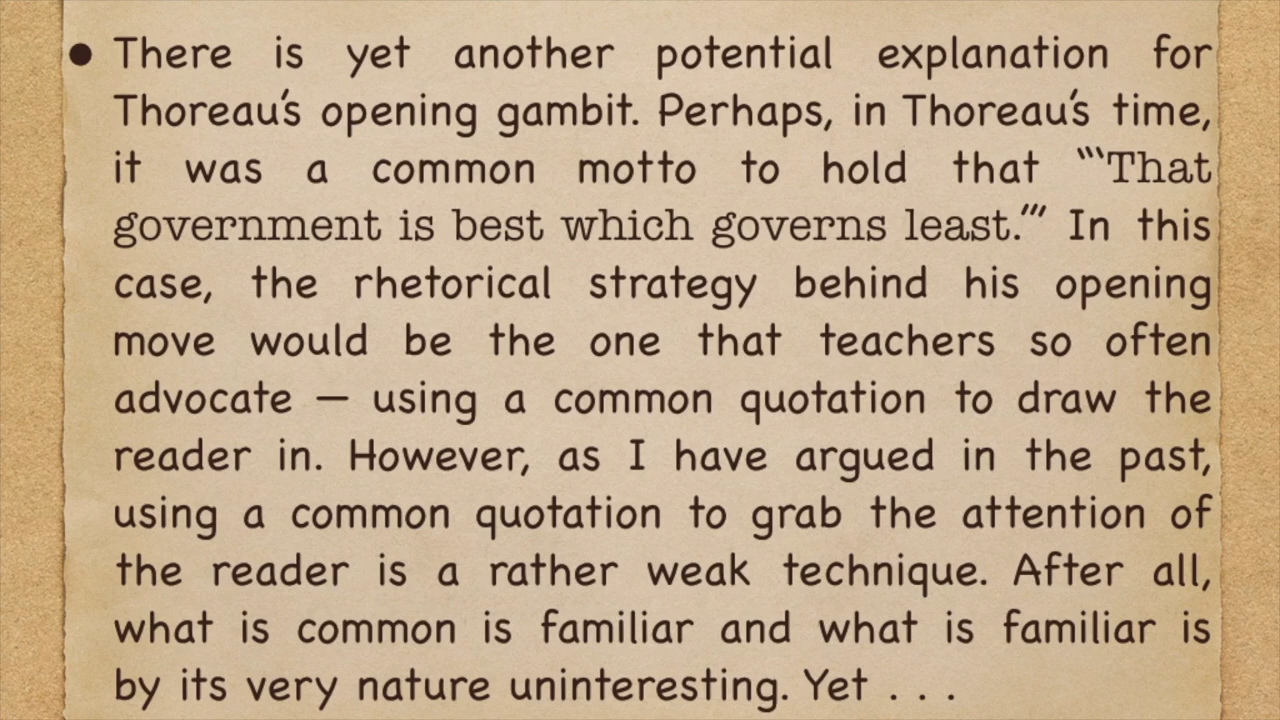 • There is yet another potential explanation for
Thoreau's opening gambit. Perhaps, in Thoreau's time,
it was a common motto to hold that "'That
government is best which governs least.'" In this
case, the rhetorical strategy behind his opening
move would be the one that teachers so often
advocate — using a common quotation to draw the
reader in. However, as I have argued in the past,
using a common quotation to grab the attention of
the reader is a rather weak technique. After all,
what is common is familiar and what is familiar is
by its very nature uninteresting. Yet . . .